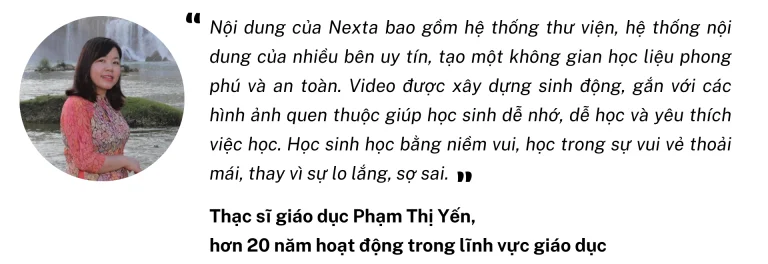 “ Nội dung của Nexta bao gồm hệ thống thư viện, hệ thống nội
dung của nhiều bên uy tín, tạo một không gian học liệu phong
phú và an toàn. Video được xây dựng sinh động, gắn với các
hình ảnh quen thuộc giúp học sinh dễ nhớ, dễ học và yêu thích
việc học. Học sinh học bằng niềm vui, học trong sự vui vẻ thoải
mái, thay vì sự lo lắng, sợ sai. ”
Thạc sĩ giáo dục Phạm Thị Yến,
hơn 20 năm hoạt động trong lĩnh vực giáo dục